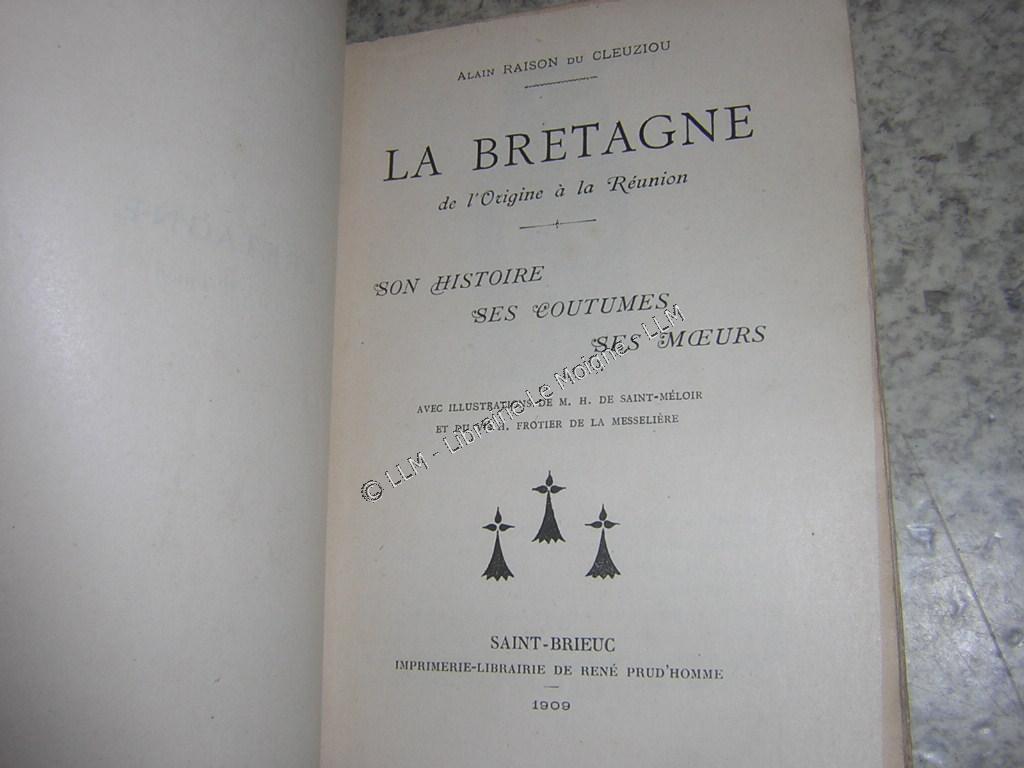 Alain RAISON DU CLEUZIOU
LA BRETAGNE
de l'Origine à la Réunion
SON HISTOIRE
SES COUTUMES,
SES MŒURS
AVEC ILLUSTRATIONS DE M. H. DE SAINT-MÉLOIR
ET DU H. FROTIER DE LA MESSELIÈRE
© LLM - Librairie Le Moigne - LLM
SAINT-BRIEUC
IMPRIMERIE-LIBRAIRIE DE RENÉ PRUD'HOMME
1909